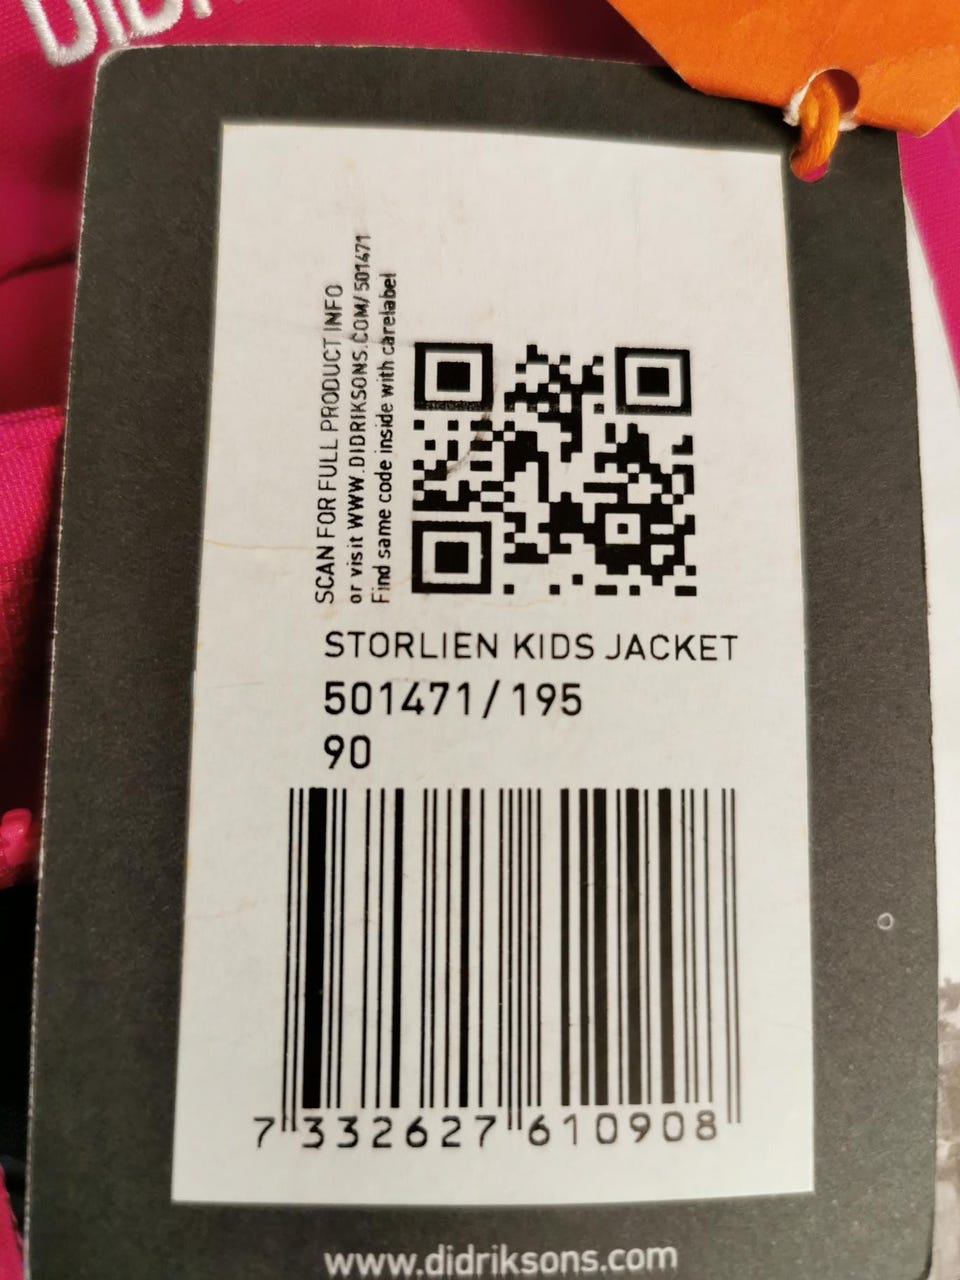 SCAN FOR FULL PRODUCT INFO
or visit WWW.DIDRIKSONS.COM/501471
Find same code inside with carelabel
STORLIEN KIDS JACKET
501471/195
90
7 332627 610908
www.didriksons.com